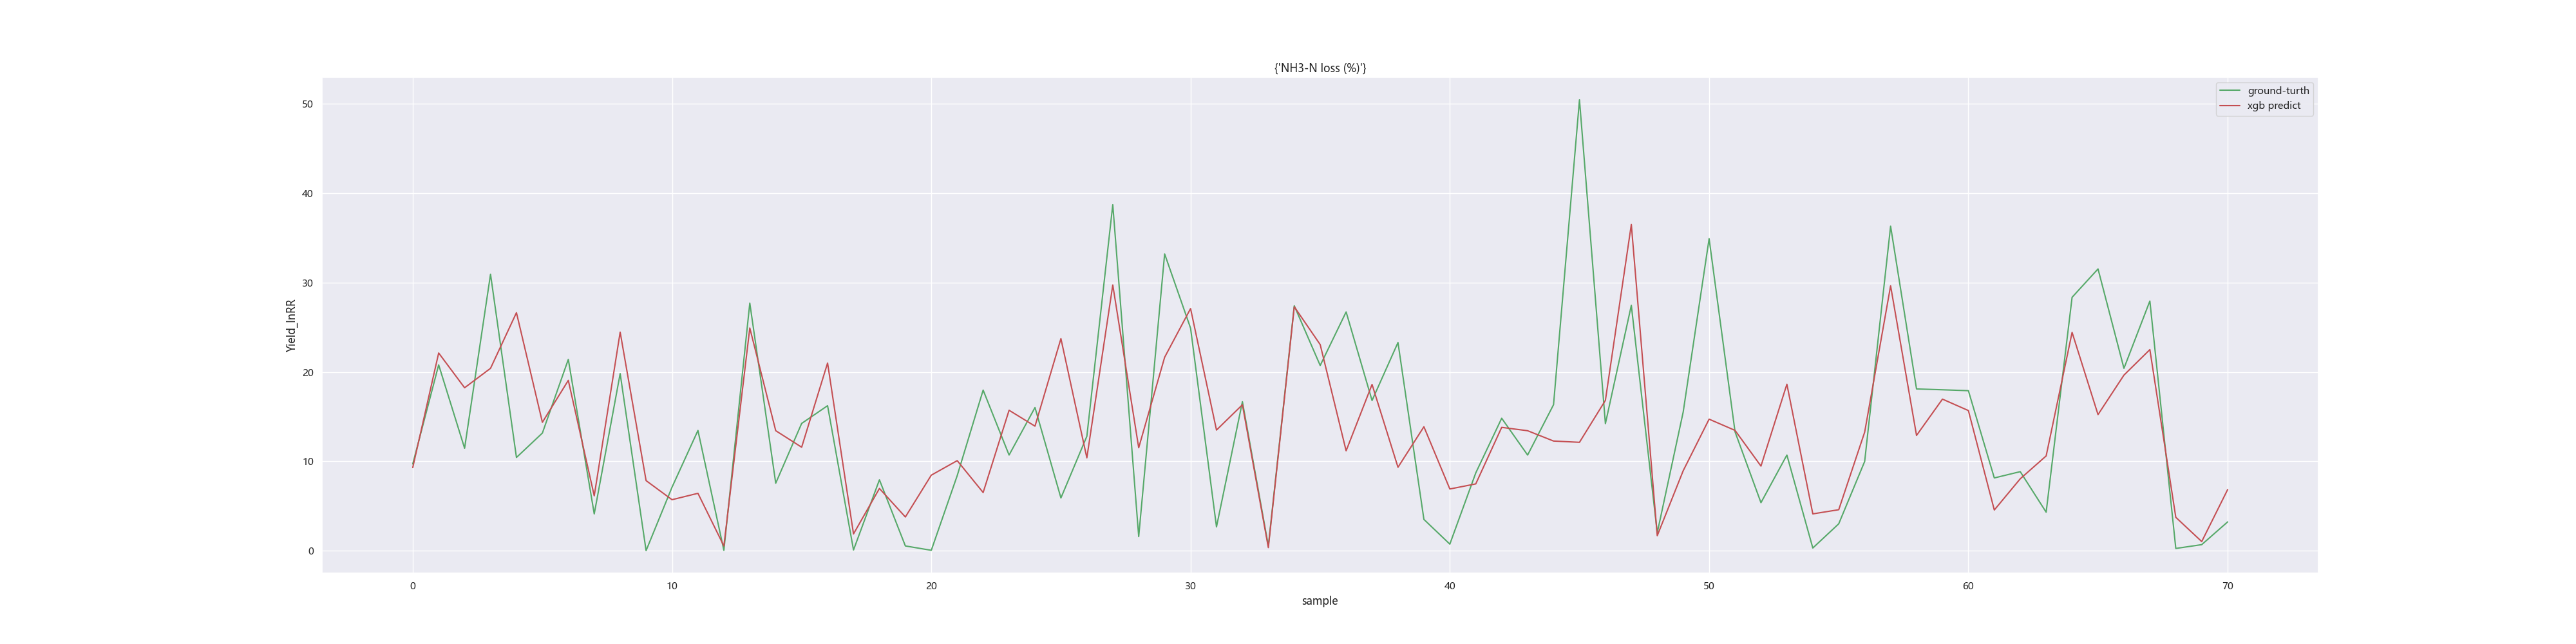 {'NH3-N loss (%)'}
ground-turth
xgb predict
50
40
30
20
10
0
Yield_lnRR
0 10 20 30 40 50 60 70
sample